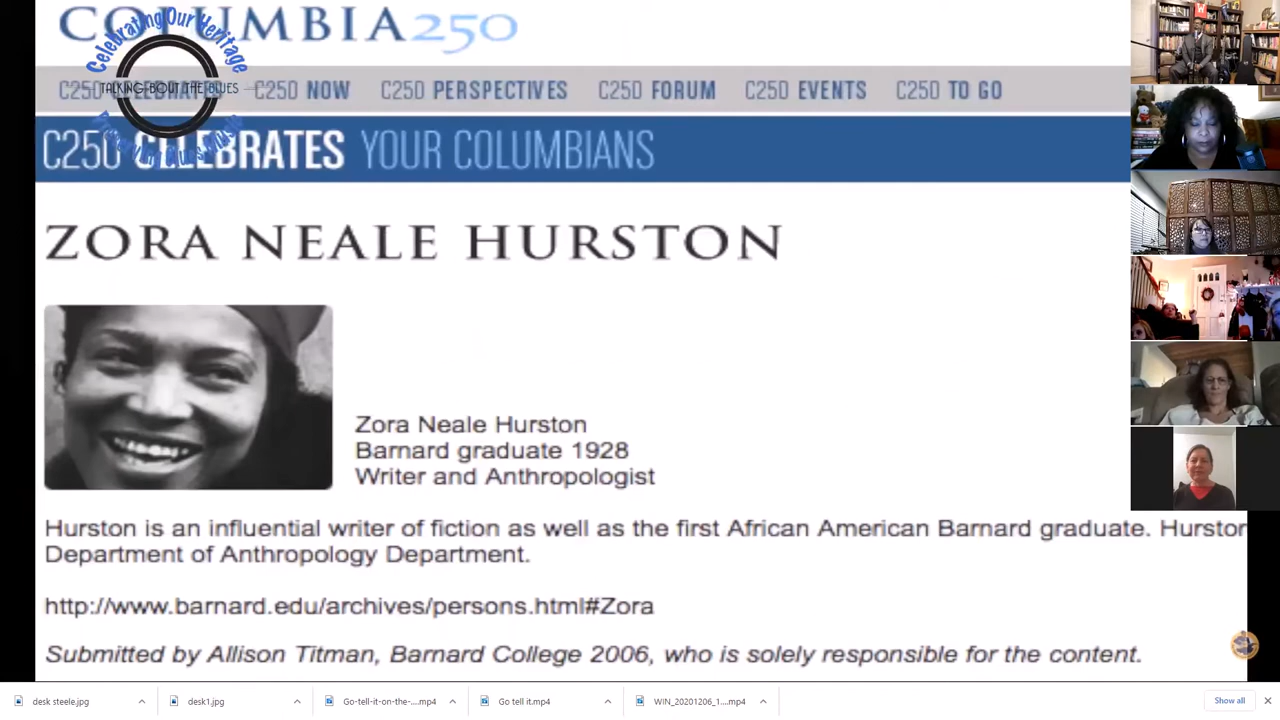 COLUMBIA250
Celebrating Our Heritage
TALKING 'BOUT THE BLUES
C250 CELEBRATES C250 NOW C250 PERSPECTIVES C250 FORUM C250 EVENTS C250 TO GO
C250 CELEBRATES YOUR COLUMBIANS
ZORA NEALE HURSTON
Zora Neale Hurston
Barnard graduate 1928
Writer and Anthropologist
Hurston is an influential writer of fiction as well as the first African American Barnard graduate. Hurston
Department of Anthropology Department.
http://www.barnard.edu/archives/persons.html#Zora
Submitted by Allison Titman, Barnard College 2006, who is solely responsible for the content.
desk steele.jpg desk1.jpg Go-tell-it-on-the-....mp4 Go tell it.mp4 WIN_20201206_1....mp4 Show all